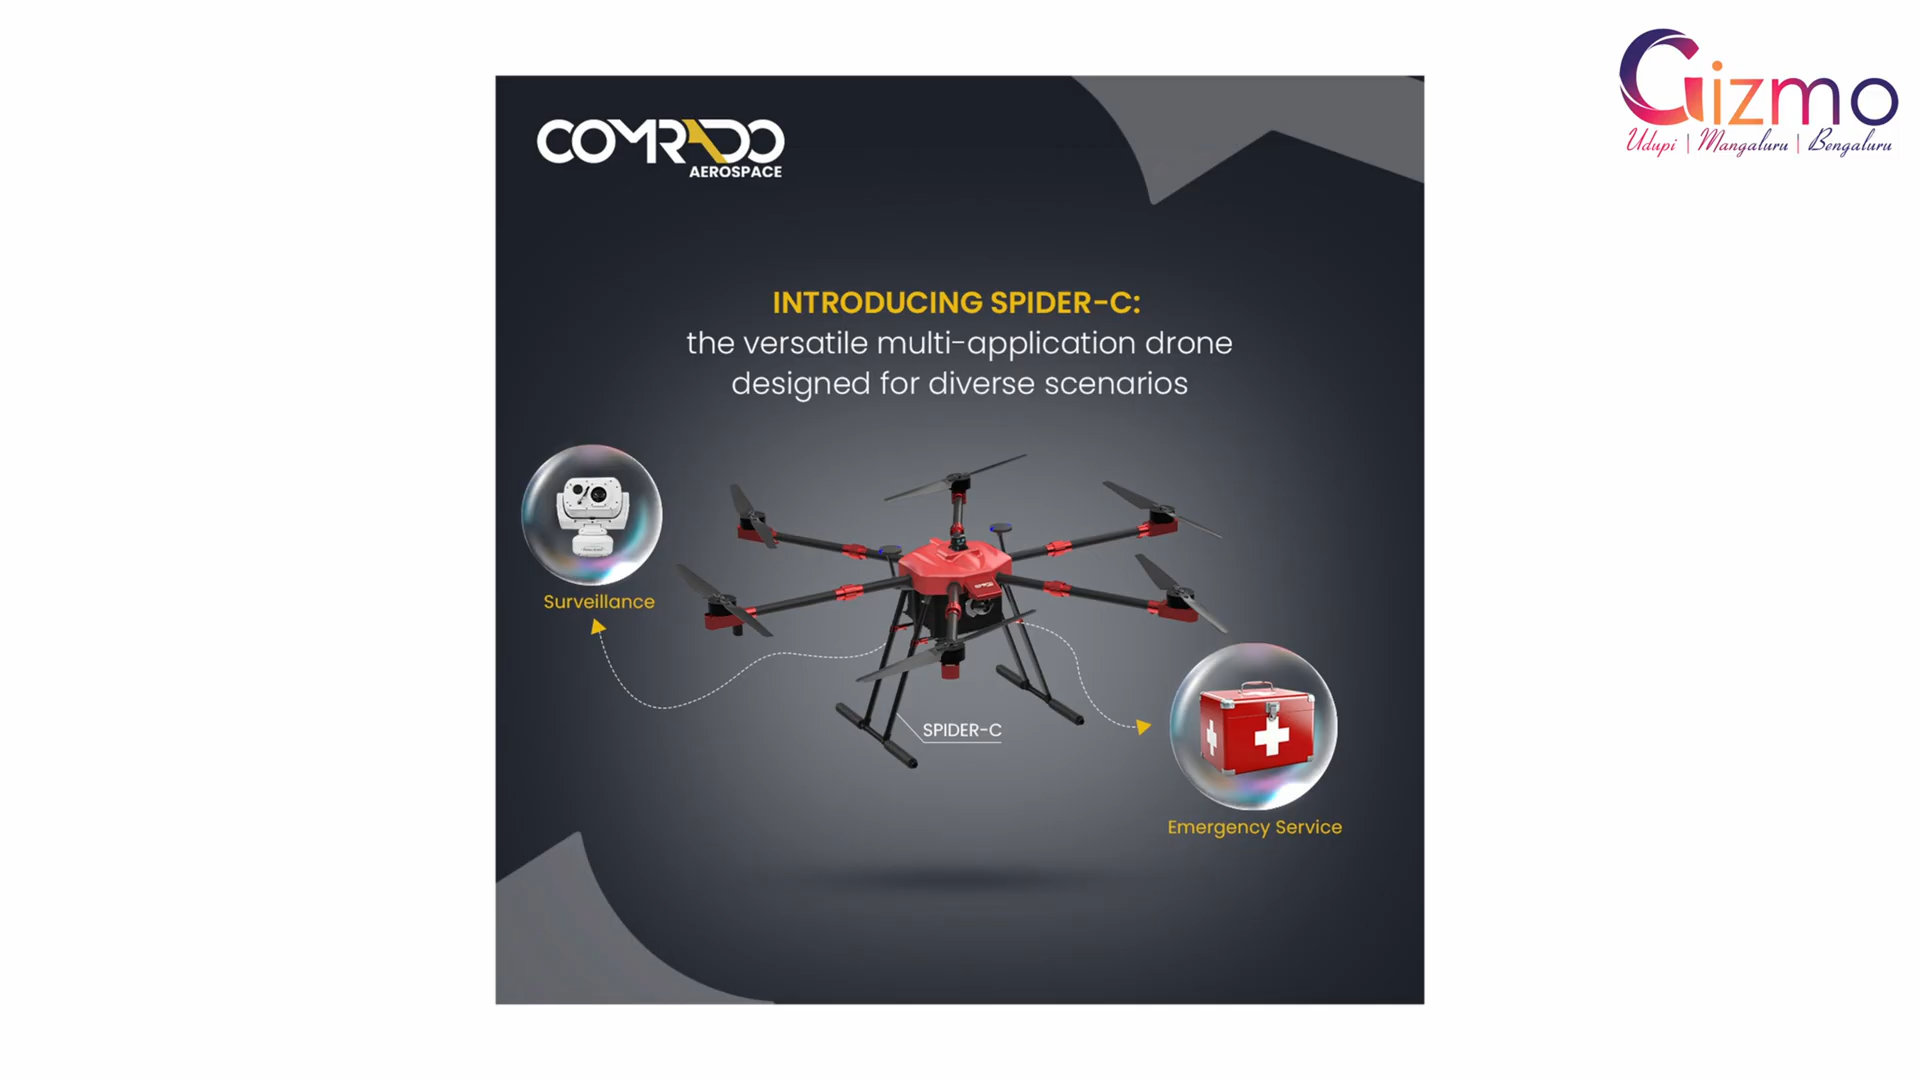 COMRADO
AEROSPACE
Gizmo
Udupi | Mangaluru | Bengaluru
INTRODUCING SPIDER-C:
the versatile multi-application drone
designed for diverse scenarios
Surveillance
SPIDER-C
Emergency Service